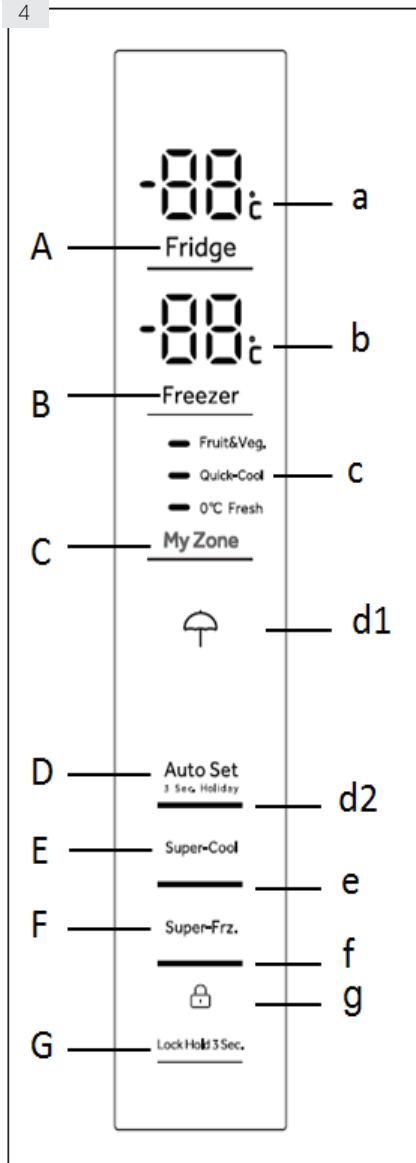 4
-88°c a
A Fridge
-88°c b
B Freezer
Fruit&Veg.
Quick-Cool c
0°C Fresh
C My Zone
d1
D Auto Set
3 Sec. Holiday
d2
E Super-Cool
e
F Super-Frz.
f
g
G Lock Hold 3 Sec.